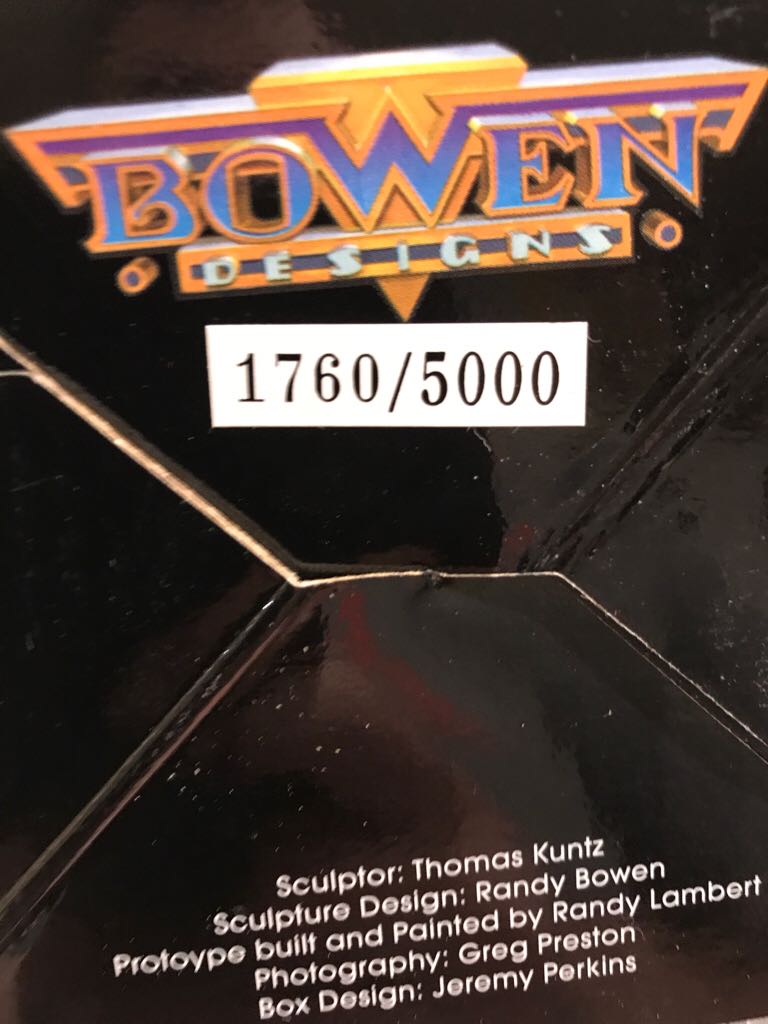 BOWEN
DESIGNS
1760/5000
Sculptor: Thomas Kuntz
Sculpture Design: Randy Bowen
Protoype built and Painted by Randy Lambert
Photography: Greg Preston
Box Design: Jeremy Perkins